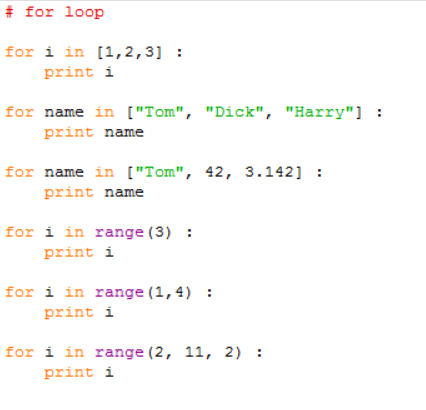 # for loop
for i in [1,2,3] :
    print i
for name in ["Tom", "Dick", "Harry"] :
    print name
for name in ["Tom", 42, 3.142] :
    print name
for i in range(3) :
    print i
for i in range(1,4) :
    print i
for i in range(2, 11, 2) :
    print i